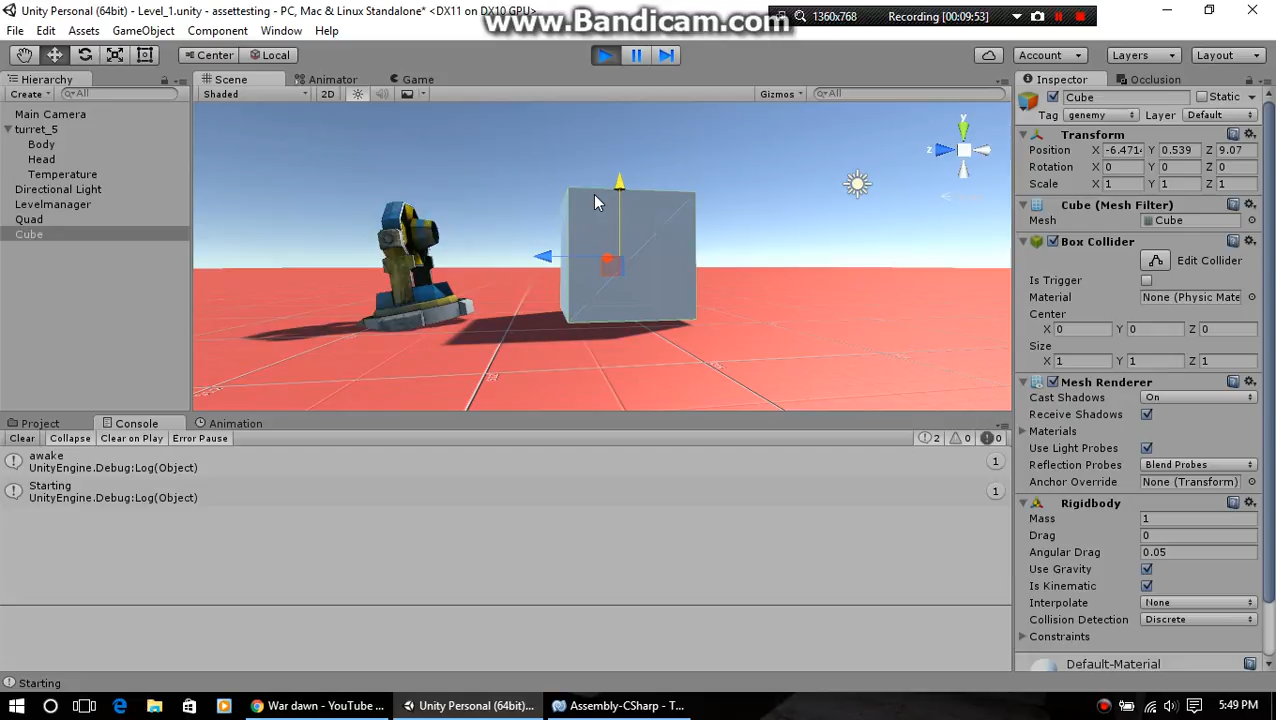 Unity Personal (64bit) - Level_1.unity - assettesting - PC, Mac & Linux Standalone* <DX11 on DX10 GPU>
www.Bandicam.com
1360x768 Recording [00:09:53]
File Edit Assets GameObject Component Window Help
Center Local Account Layers Layout
Hierarchy Scene Animator Game Inspector Occlusion
Create All Shaded 2D Gizmos All Cube Static
Tag genemy Layer Default
Main Camera
turret_5
Body
Head
Temperature
Directional Light
Levelmanager
Quad
Cube
y
z
Transform
Position X -6.4714 Y 0.539 Z 9.07
Rotation X 0 Y 0 Z 0
Scale X 1 Y 1 Z 1
Cube (Mesh Filter)
Mesh Cube
Box Collider
Edit Collider
Is Trigger
Material None (Physic Mate
Center
X 0 Y 0 Z 0
Size
X 1 Y 1 Z 1
Mesh Renderer
Cast Shadows On
Receive Shadows
Materials
Use Light Probes
Reflection Probes Blend Probes
Anchor Override None (Transform)
Rigidbody
Mass 1
Drag 0
Angular Drag 0.05
Use Gravity
Is Kinematic
Interpolate None
Collision Detection Discrete
Constraints
Default-Material
Project Console Animation
Clear Collapse Clear on Play Error Pause 2 0 0
awake
UnityEngine.Debug:Log(Object) 1
Starting
UnityEngine.Debug:Log(Object) 1
Starting
War dawn - YouTube ... Unity Personal (64bit)... Assembly-CSharp - T... 5:49 PM